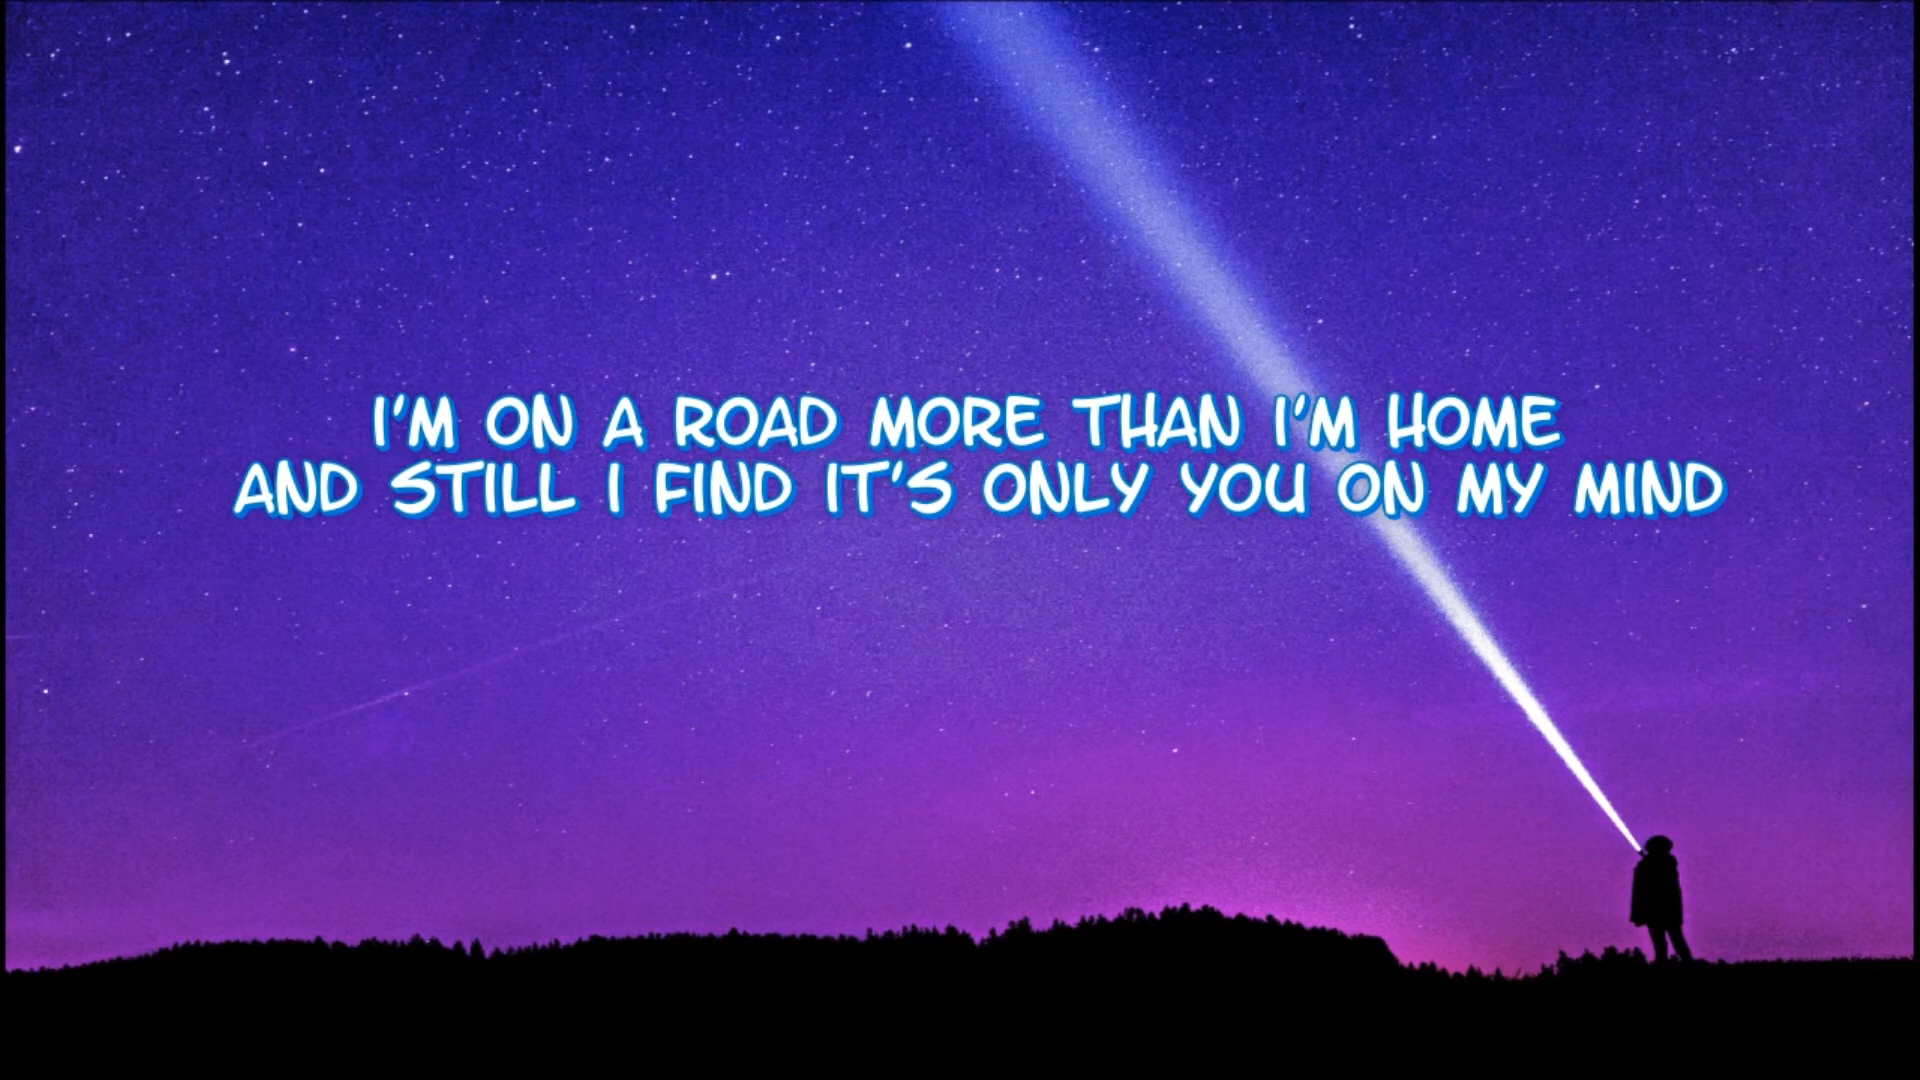 I'M ON A ROAD MORE THAN I'M HOME
AND STILL I FIND IT'S ONLY YOU ON MY MIND